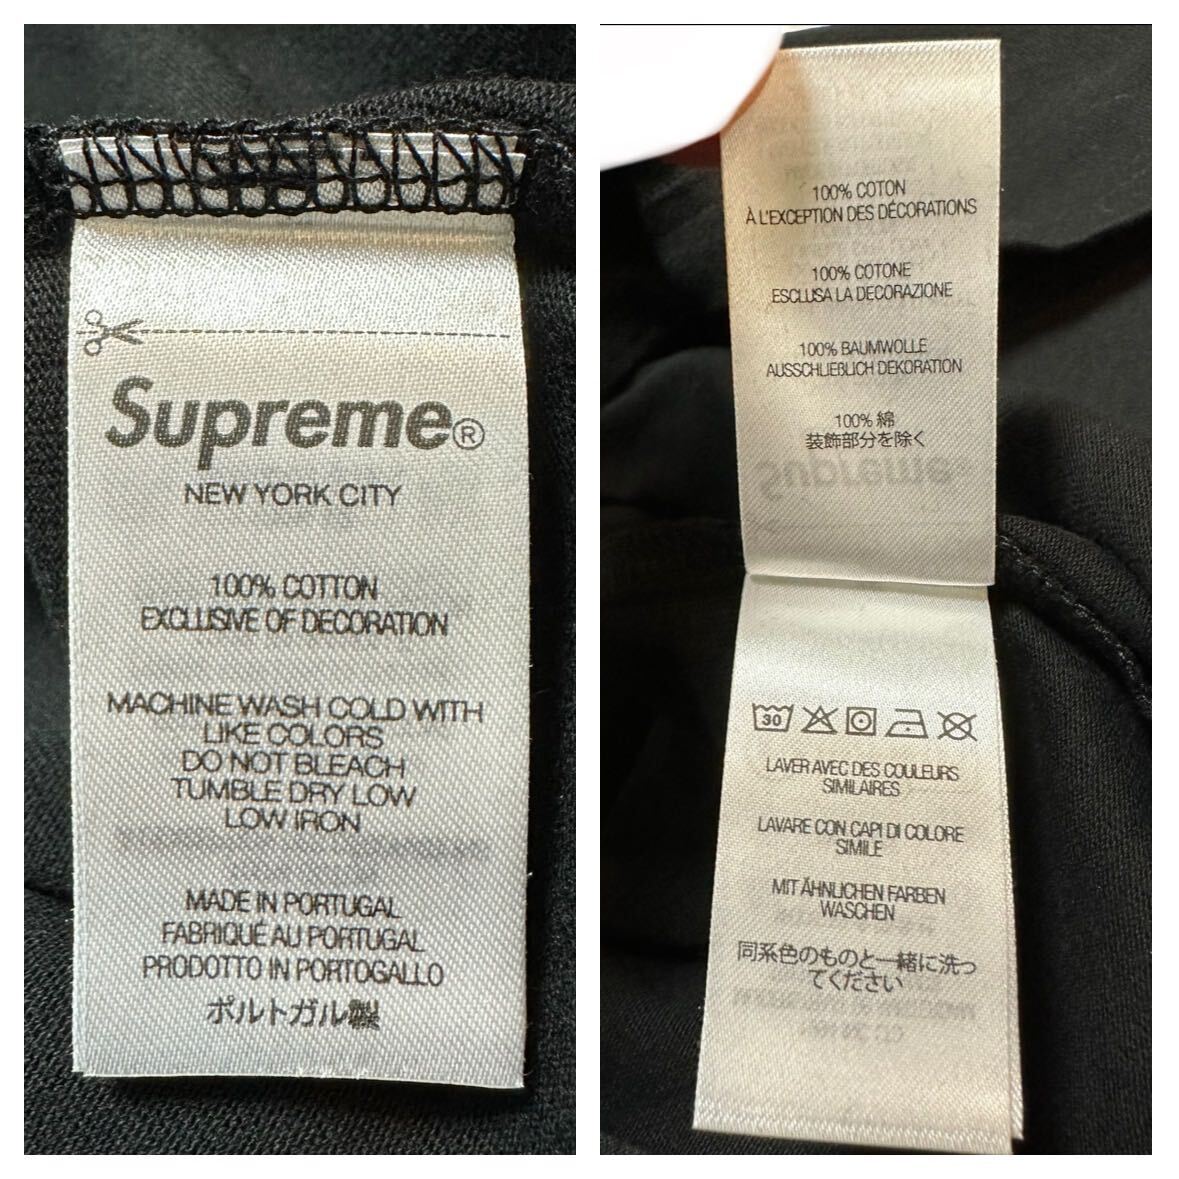 Supreme®
NEW YORK CITY
100% COTTON
EXCLUSIVE OF DECORATION
MACHINE WASH COLD WITH
LIKE COLORS
DO NOT BLEACH
TUMBLE DRY LOW
LOW IRON
MADE IN PORTUGAL
FABRIQUÉ AU PORTUGAL
PRODOTTO IN PORTOGALLO
ポルトガル製
100% COTON
À L'EXCEPTION DES DÉCORATIONS
100% COTONE
ESCLUSA LA DECORAZIONE
100% BAUMWOLLE
AUSSCHLIEßLICH DEKORATION
100% 綿
装飾部分を除く
30
LAVER AVEC DES COULEURS
SIMILAIRES
LAVARE CON CAPI DI COLORE
SIMILE
MIT ÄHNLICHEN FARBEN
WASCHEN
同系色のものと一緒に洗っ
てください